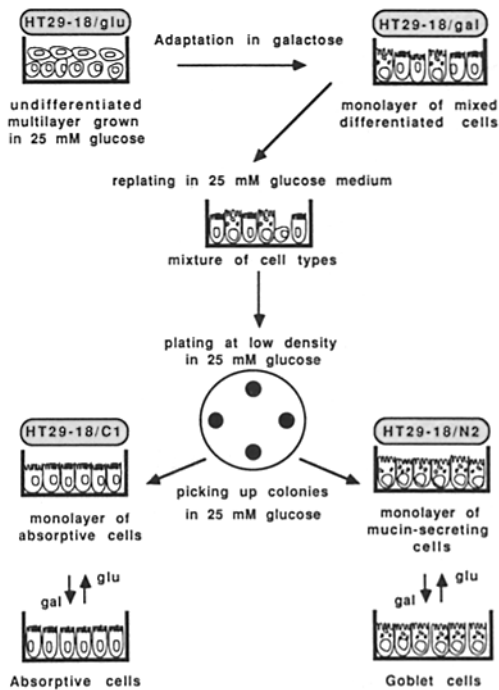 HT29-18/glu
Adaptation in galactose
HT29-18/gal
undifferentiated
multilayer grown
in 25 mM glucose
monolayer of mixed
differentiated cells
replating in 25 mM glucose medium
mixture of cell types
plating at low density
in 25 mM glucose
HT29-18/C1
HT29-18/N2
picking up colonies
in 25 mM glucose
monolayer of
absorptive cells
monolayer of
mucin-secreting
cells
gal
glu
gal
glu
Absorptive cells
Goblet cells